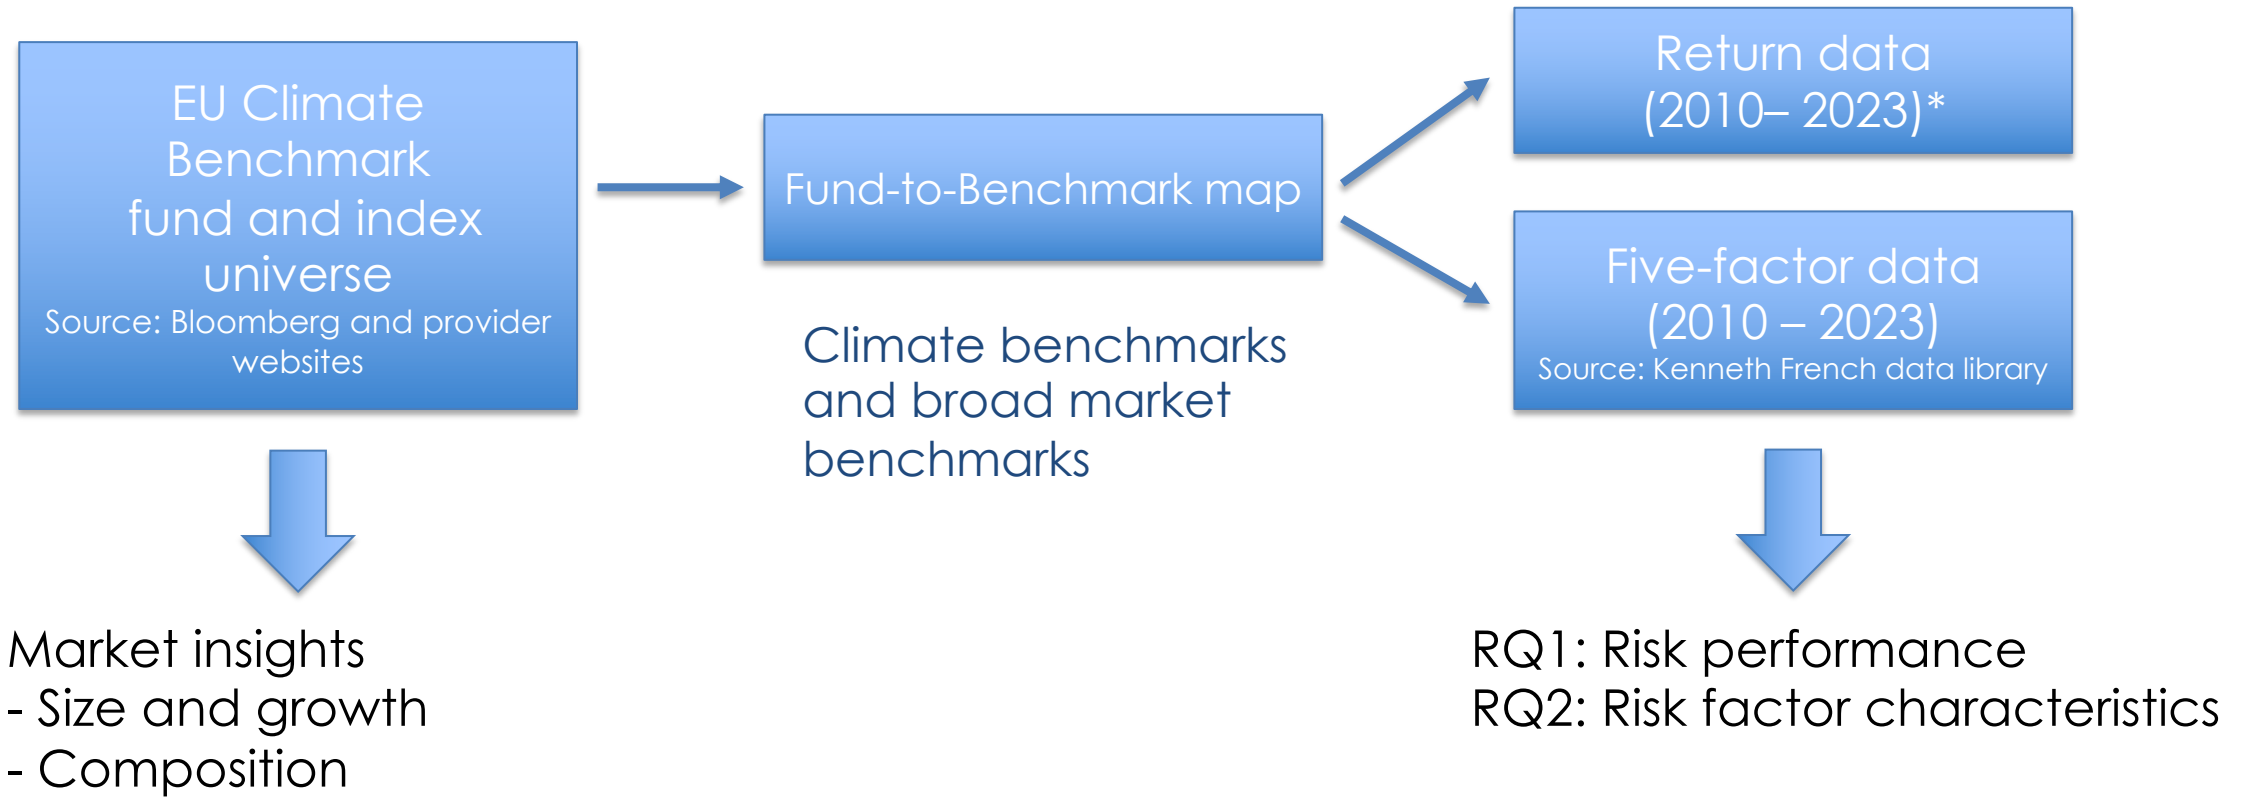 EU Climate
Benchmark
fund and index
universe
Source: Bloomberg and provider
websites
Fund-to-Benchmark map
Climate benchmarks
and broad market
benchmarks
Return data
(2010– 2023)*
Five-factor data
(2010 – 2023)
Source: Kenneth French data library
Market insights
- Size and growth
- Composition
RQ1: Risk performance
RQ2: Risk factor characteristics